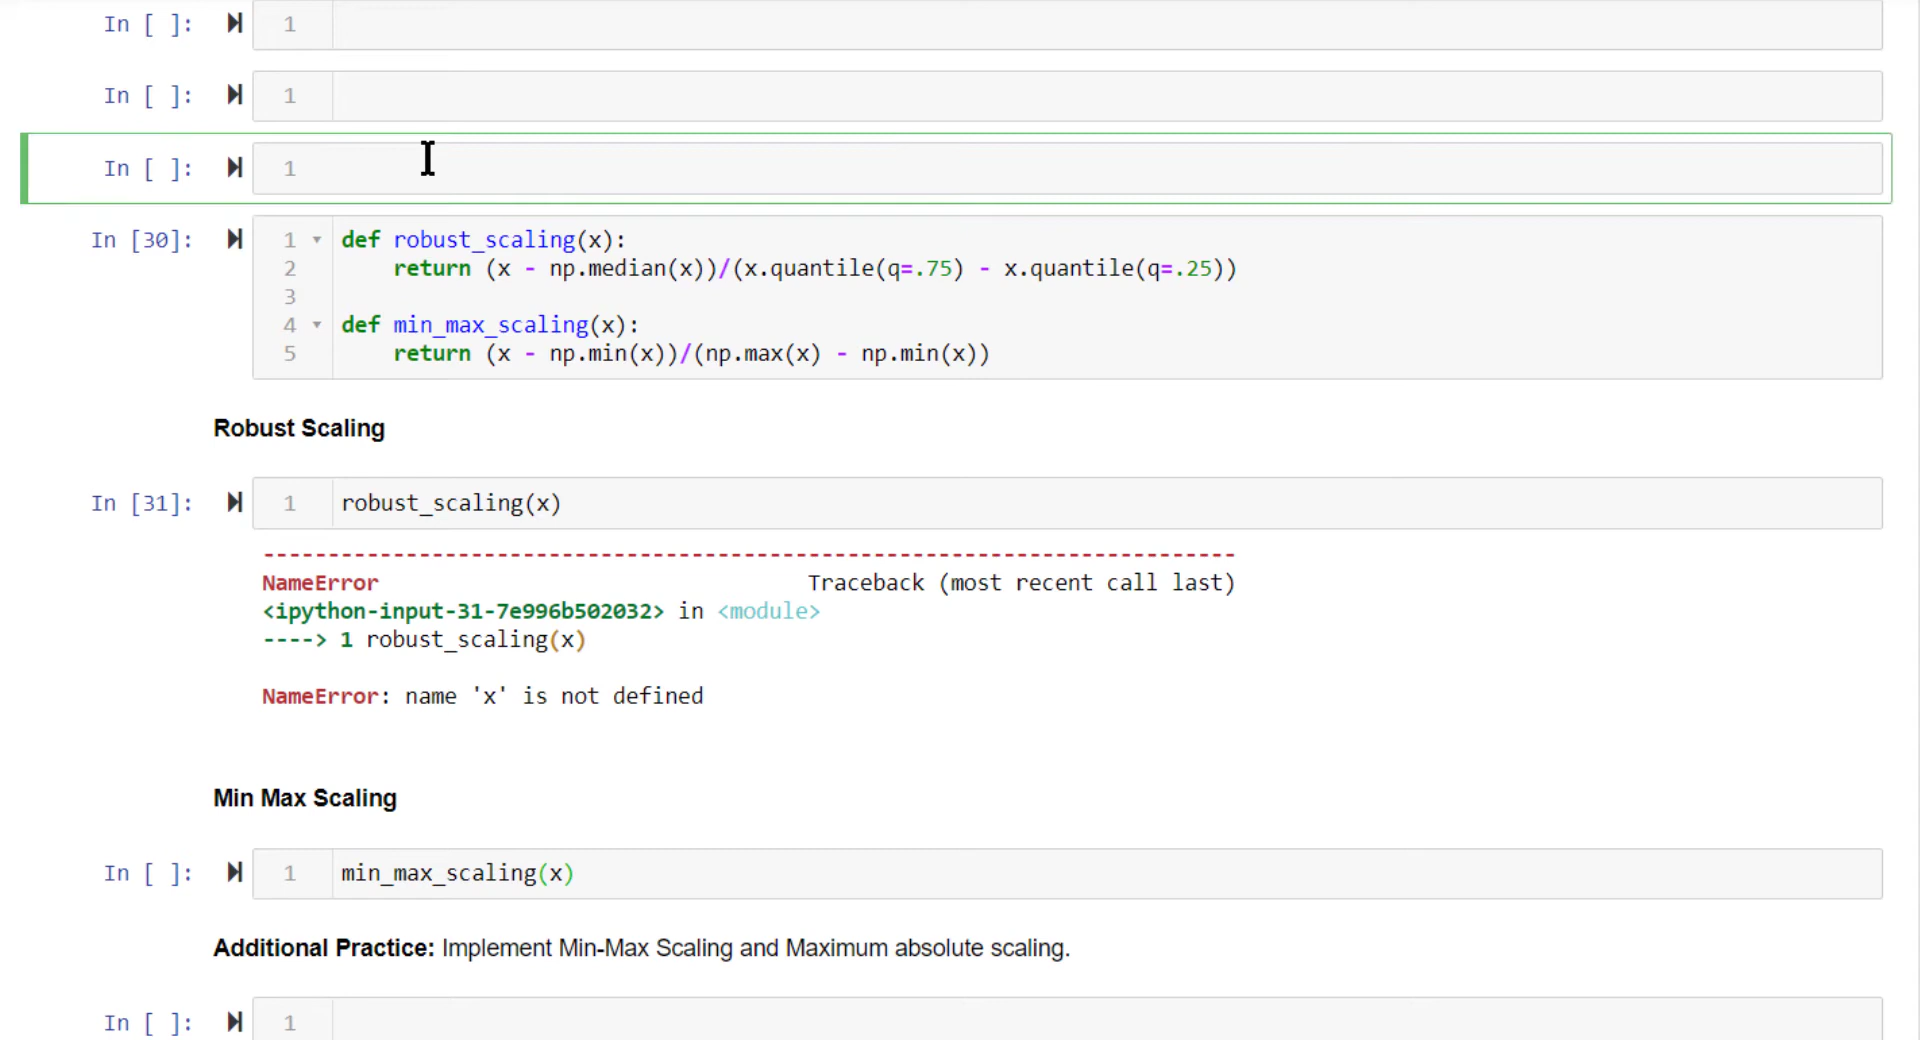 In [ ]: 1
In [ ]: 1
In [ ]: 1
In [30]: 1 def robust_scaling(x):
2     return (x - np.median(x))/(x.quantile(q=.75) - x.quantile(q=.25))
3
4 def min_max_scaling(x):
5     return (x - np.min(x))/(np.max(x) - np.min(x))
Robust Scaling
In [31]: 1 robust_scaling(x)
---------------------------------------------------------------------------
NameError                                 Traceback (most recent call last)
<ipython-input-31-7e996b502032> in <module>
----> 1 robust_scaling(x)
NameError: name 'x' is not defined
Min Max Scaling
In [ ]: 1 min_max_scaling(x)
Additional Practice: Implement Min-Max Scaling and Maximum absolute scaling.
In [ ]: 1